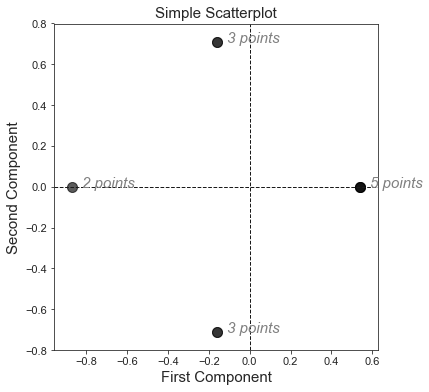 Simple Scatterplot
0.8
0.6
0.4
0.2
0.0
−0.2
−0.4
−0.6
−0.8
Second Component
3 points
2 points
5 points
3 points
−0.8
−0.6
−0.4
−0.2
0.0
0.2
0.4
0.6
First Component